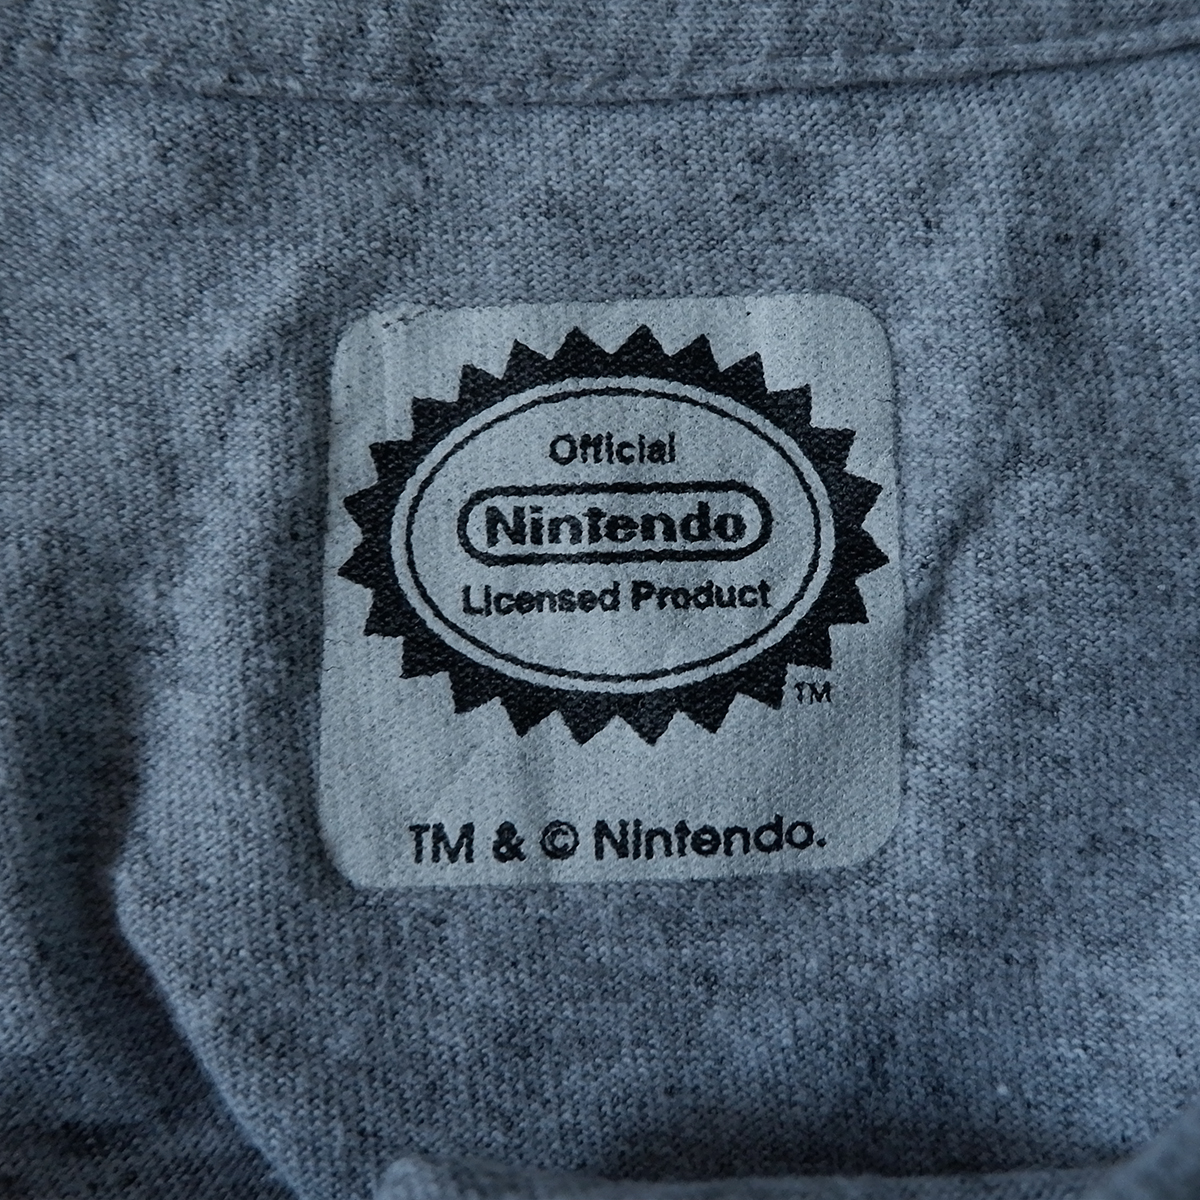 Official
Nintendo
Licensed Product
TM
TM & © Nintendo.